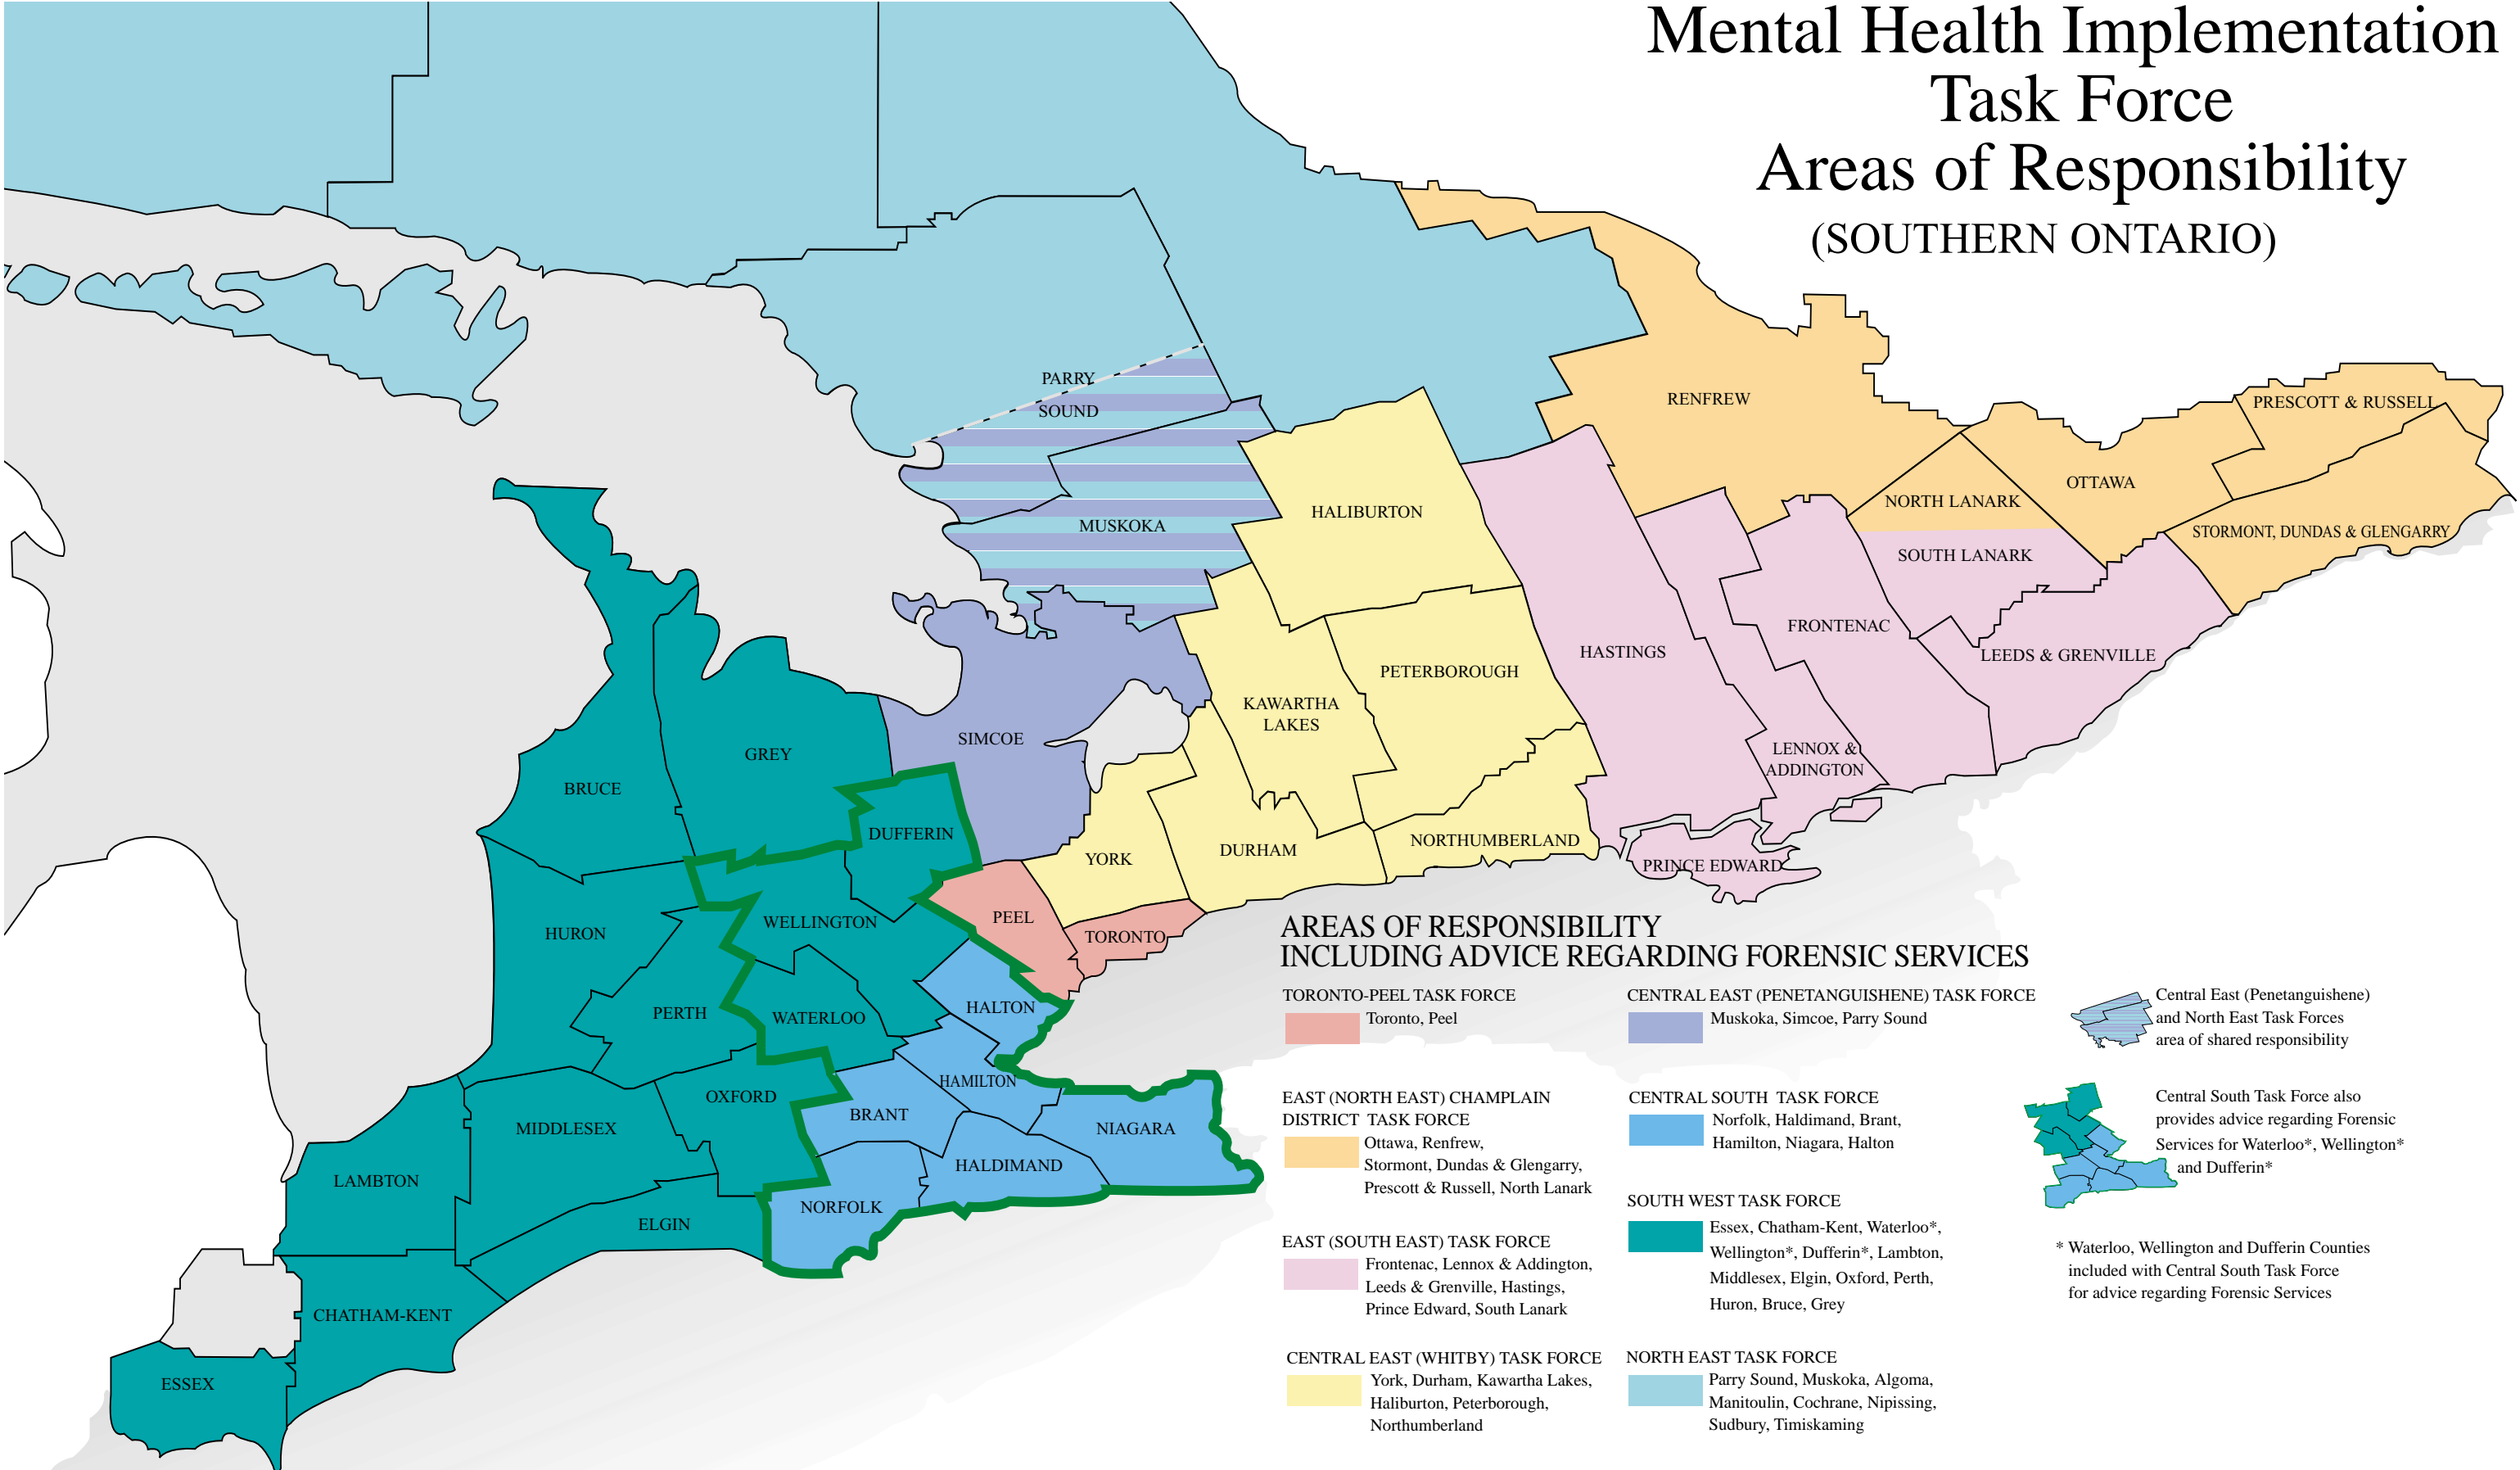 Mental Health Implementation
Task Force
Areas of Responsibility
(SOUTHERN ONTARIO)
PARRY
SOUND
MUSKOKA
HALIBURTON
RENFREW
PRESCOTT & RUSSELL
OTTAWA
NORTH LANARK
STORMONT, DUNDAS & GLENGARRY
SOUTH LANARK
FRONTENAC
LEEDS & GRENVILLE
HASTINGS
PETERBOROUGH
KAWARTHA
LAKES
LENNOX &
ADDINGTON
SIMCOE
GREY
BRUCE
DUFFERIN
YORK
DURHAM
NORTHUMBERLAND
PRINCE EDWARD
PEEL
TORONTO
WELLINGTON
HURON
PERTH
WATERLOO
HALTON
HAMILTON
OXFORD
BRANT
MIDDLESEX
NIAGARA
HALDIMAND
LAMBTON
NORFOLK
ELGIN
CHATHAM-KENT
ESSEX
AREAS OF RESPONSIBILITY
INCLUDING ADVICE REGARDING FORENSIC SERVICES
TORONTO-PEEL TASK FORCE
Toronto, Peel
EAST (NORTH EAST) CHAMPLAIN
DISTRICT TASK FORCE
Ottawa, Renfrew,
Stormont, Dundas & Glengarry,
Prescott & Russell, North Lanark
EAST (SOUTH EAST) TASK FORCE
Frontenac, Lennox & Addington,
Leeds & Grenville, Hastings,
Prince Edward, South Lanark
CENTRAL EAST (WHITBY) TASK FORCE
York, Durham, Kawartha Lakes,
Haliburton, Peterborough,
Northumberland
CENTRAL EAST (PENETANGUISHENE) TASK FORCE
Muskoka, Simcoe, Parry Sound
CENTRAL SOUTH TASK FORCE
Norfolk, Haldimand, Brant,
Hamilton, Niagara, Halton
SOUTH WEST TASK FORCE
Essex, Chatham-Kent, Waterloo*,
Wellington*, Dufferin*, Lambton,
Middlesex, Elgin, Oxford, Perth,
Huron, Bruce, Grey
NORTH EAST TASK FORCE
Parry Sound, Muskoka, Algoma,
Manitoulin, Cochrane, Nipissing,
Sudbury, Timiskaming
Central East (Penetanguishene)
and North East Task Forces
area of shared responsibility
Central South Task Force also
provides advice regarding Forensic
Services for Waterloo*, Wellington*
and Dufferin*
* Waterloo, Wellington and Dufferin Counties
included with Central South Task Force
for advice regarding Forensic Services